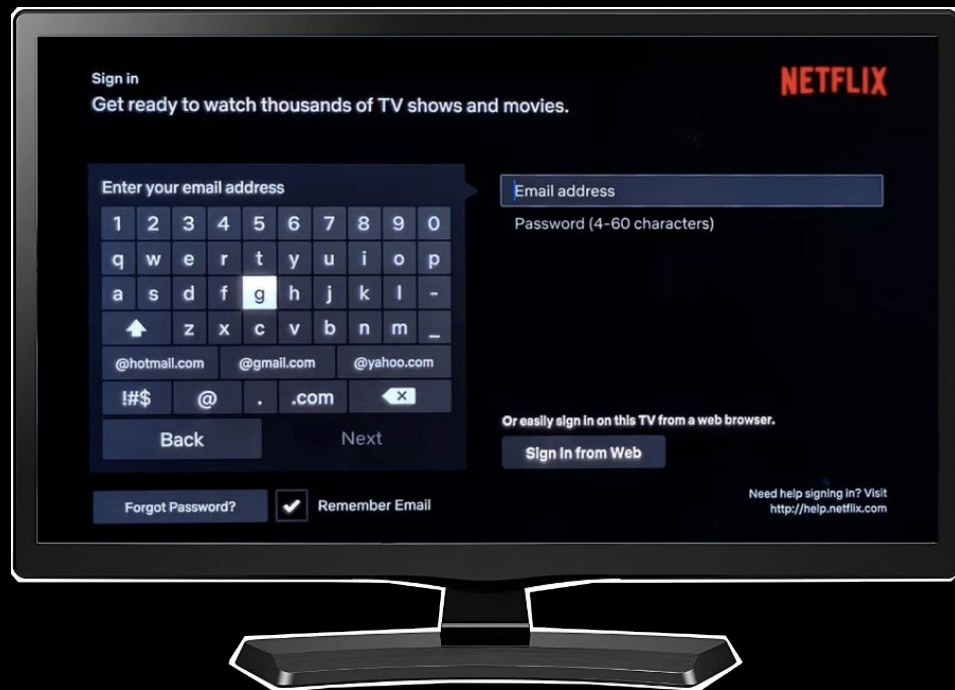 Sign in
Get ready to watch thousands of TV shows and movies.
NETFLIX
Enter your email address
1 2 3 4 5 6 7 8 9 0
q w e r t y u i o p
a s d f g h j k l -
z x c v b n m _
@hotmail.com @gmail.com @yahoo.com
!#$ @ . .com
Back Next
Forgot Password? Remember Email
Email address
Password (4-60 characters)
Or easily sign in on this TV from a web browser.
Sign In from Web
Need help signing in? Visit
http://help.netflix.com